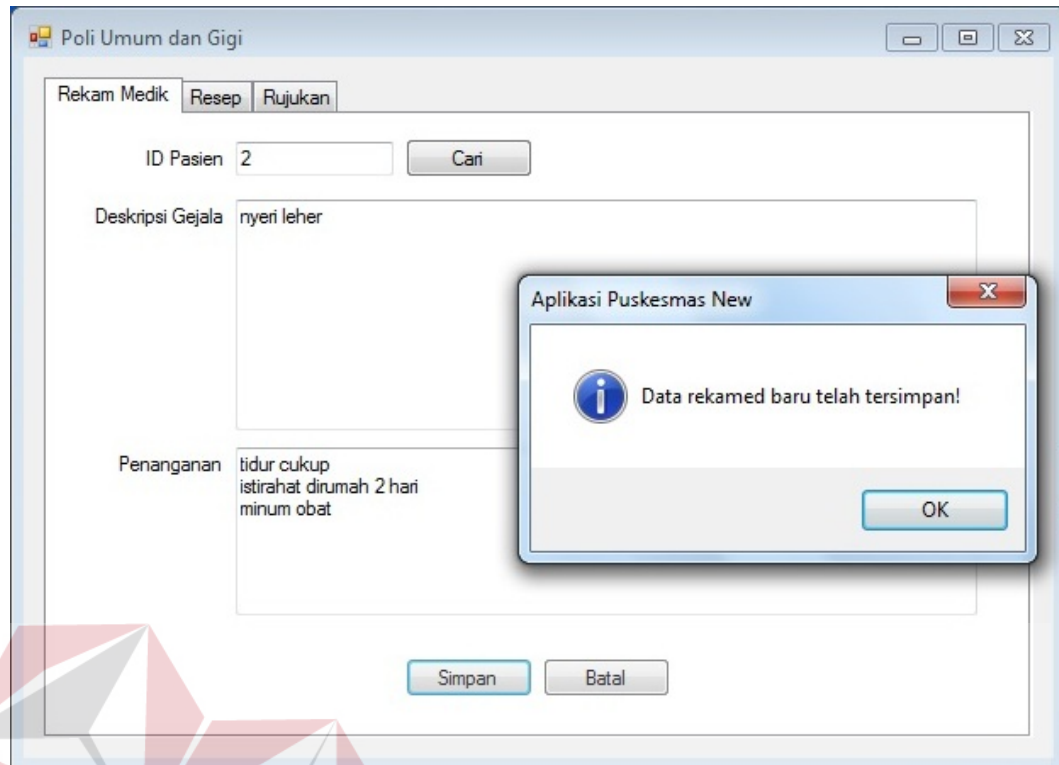 Poli Umum dan Gigi
Rekam Medik Resep Rujukan
ID Pasien 2 Cari
Deskripsi Gejala nyeri leher
Aplikasi Puskesmas New
Data rekamed baru telah tersimpan!
OK
Penanganan tidur cukup
istirahat dirumah 2 hari
minum obat
Simpan Batal